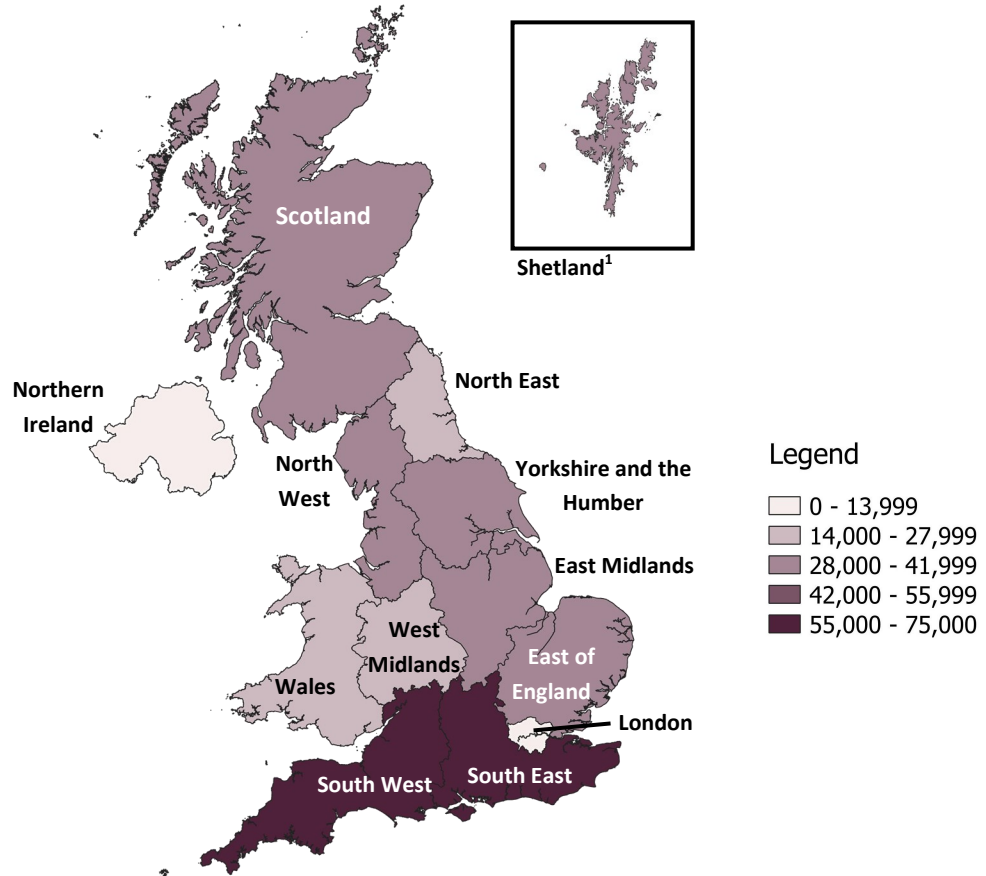 Scotland
Shetland¹
North East
Northern
Ireland
North
West
Yorkshire and the
Humber
East Midlands
West
Midlands
Wales
East of
England
London
South West
South East
Legend
0 - 13,999
14,000 - 27,999
28,000 - 41,999
42,000 - 55,999
55,000 - 75,000